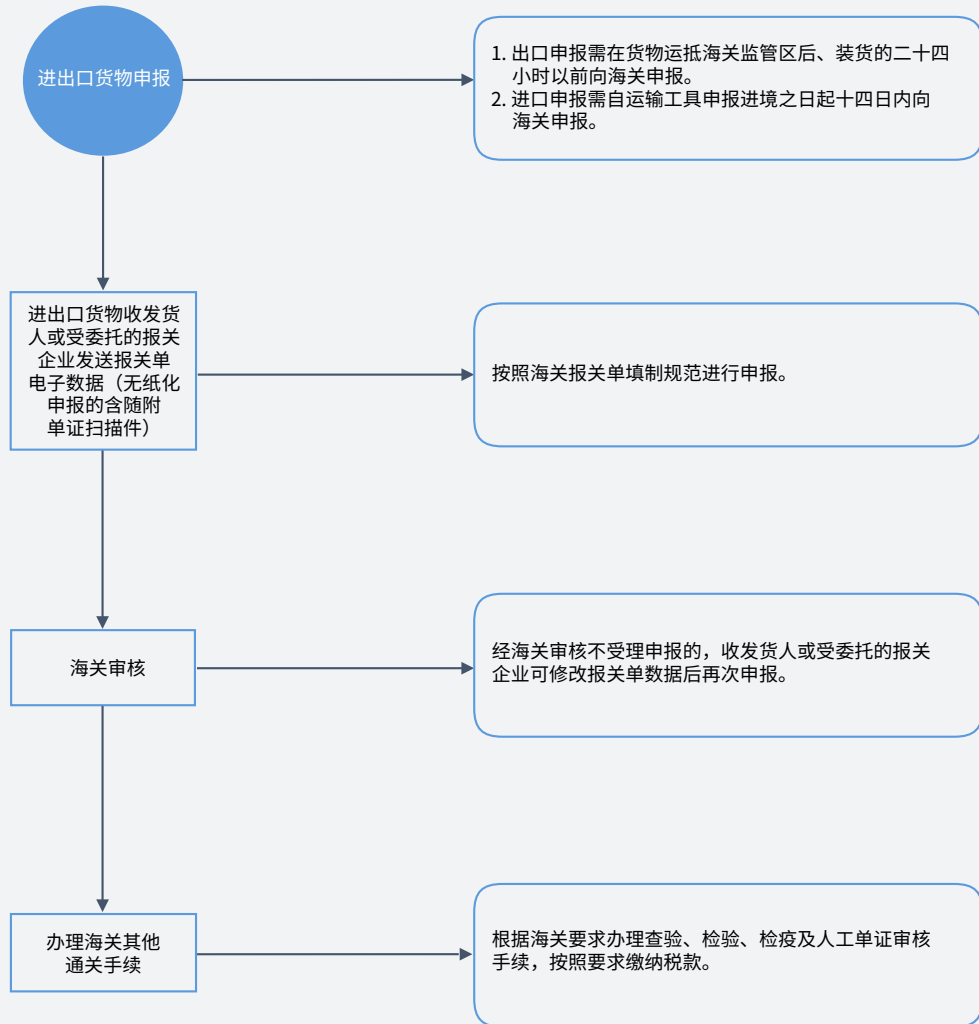 进出口货物申报
1. 出口申报需在货物运抵海关监管区后、装货的二十四
小时以前向海关申报。
2. 进口申报需自运输工具申报进境之日起十四日内向
海关申报。
进出口货物收发货
人或受委托的报关
企业发送报关单
电子数据（无纸化
申报的含随附
单证扫描件）
按照海关报关单填制规范进行申报。
海关审核
经海关审核不受理申报的，收发货人或受委托的报关
企业可修改报关单数据后再次申报。
办理海关其他
通关手续
根据海关要求办理查验、检验、检疫及人工单证审核
手续，按照要求缴纳税款。